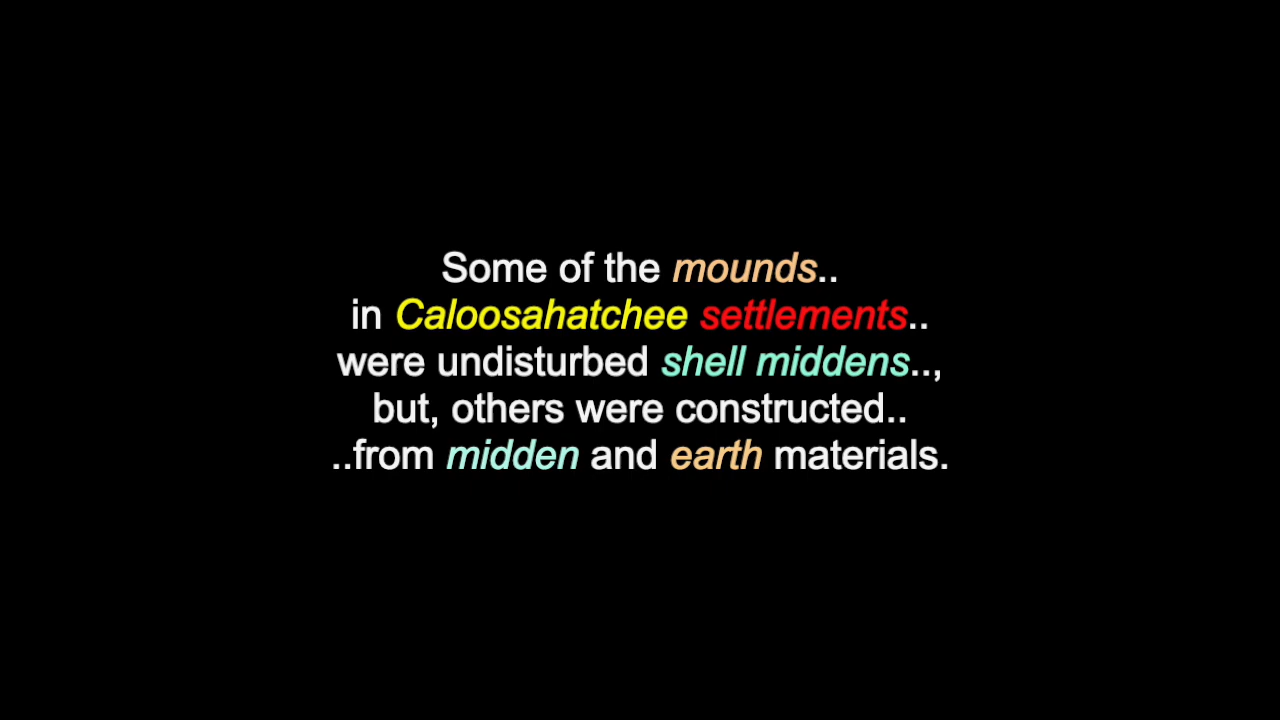 Some of the mounds..
in Caloosahatchee settlements..
were undisturbed shell middens..,
but, others were constructed..
..from midden and earth materials.